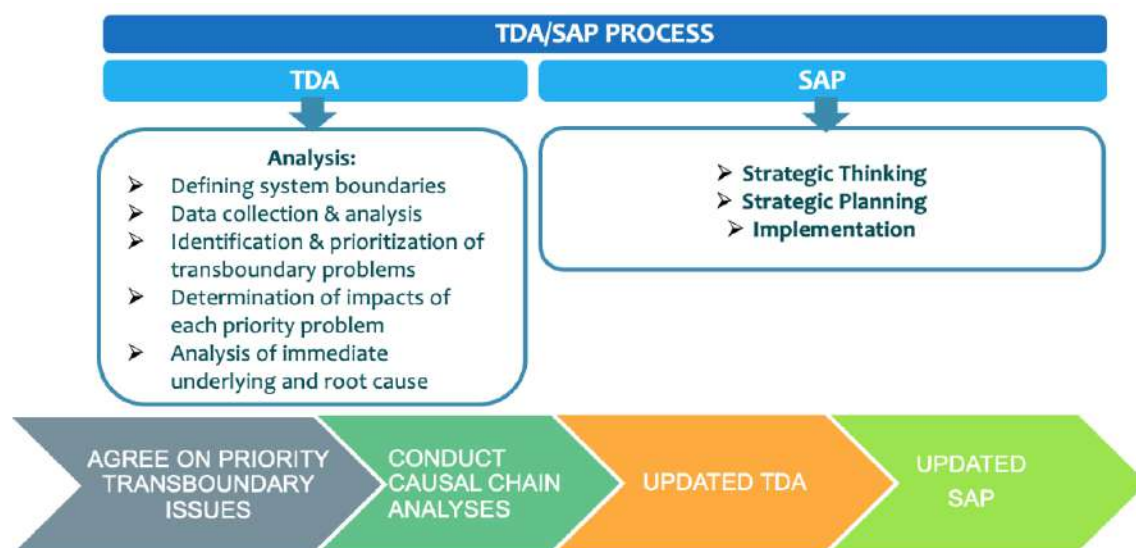 TDA/SAP PROCESS
TDA
SAP
Analysis:
➢ Defining system boundaries
➢ Data collection & analysis
➢ Identification & prioritization of
transboundary problems
➢ Determination of impacts of
each priority problem
➢ Analysis of immediate
underlying and root cause
➢ Strategic Thinking
➢ Strategic Planning
➢ Implementation
AGREE ON PRIORITY
TRANSBOUNDARY
ISSUES
CONDUCT
CAUSAL CHAIN
ANALYSES
UPDATED TDA
UPDATED
SAP